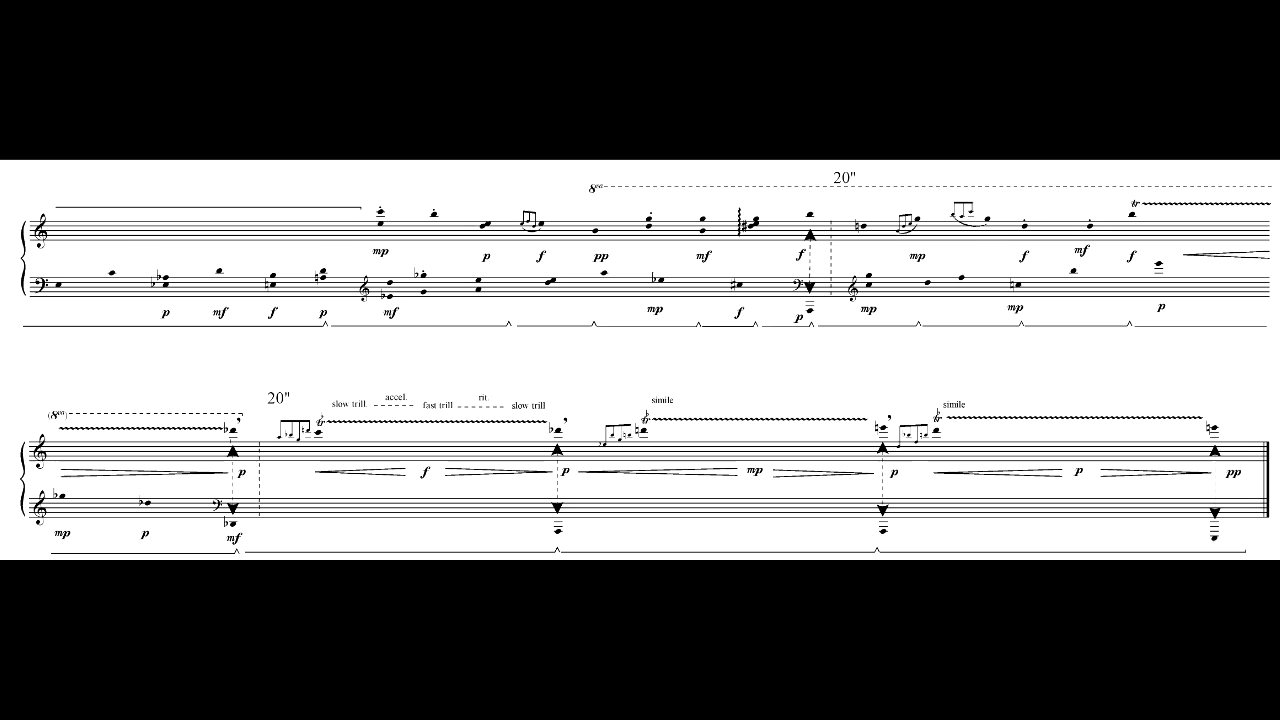 20"
8va
mp p f pp mf f mp f mf f
p mf f p mf mp f p mp mp p
(8va) 20" slow trill accel. fast trill rit. slow trill simile simile
p f p mp p p pp
mp p mf